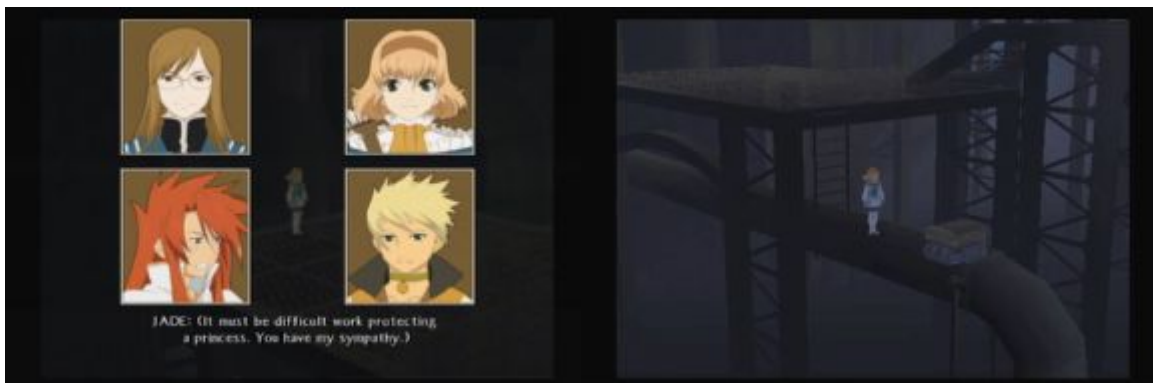 JADE: (It must be difficult work protecting
a princess. You have my sympathy.)